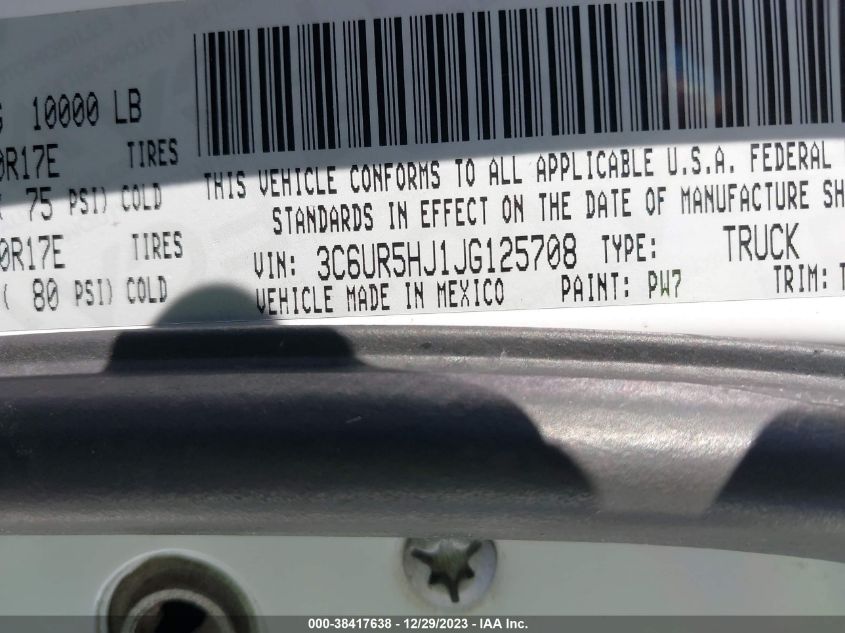 10000 LB
0R17E TIRES
75 PSI) COLD
0R17E TIRES
( 80 PSI) COLD
THIS VEHICLE CONFORMS TO ALL APPLICABLE U.S.A. FEDERAL
STANDARDS IN EFFECT ON THE DATE OF MANUFACTURE SH
VIN: 3C6UR5HJ1JG125708 TYPE: TRUCK
VEHICLE MADE IN MEXICO PAINT: PW7 TRIM: T
000-38417638 - 12/29/2023 - IAA Inc.